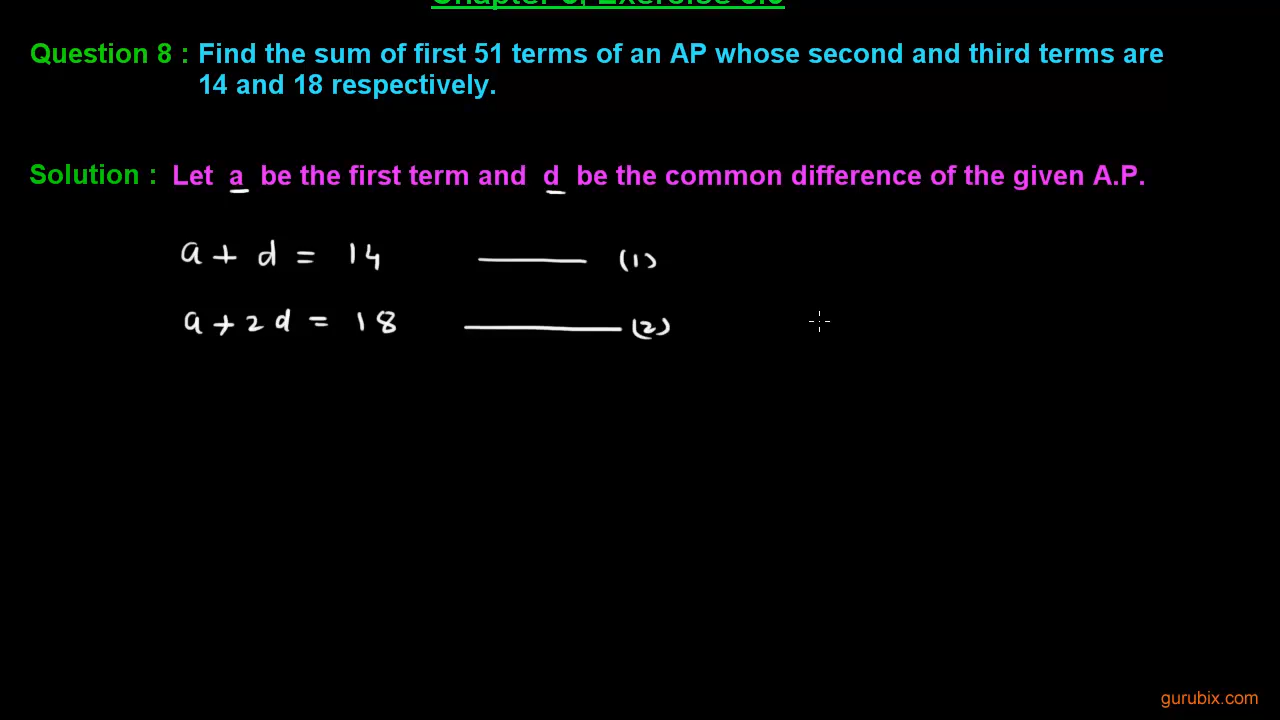 Question 8 : Find the sum of first 51 terms of an AP whose second and third terms are
14 and 18 respectively.
Solution : Let a be the first term and d be the common difference of the given A.P.
a + d = 14 ——— (1)
a + 2d = 18 ——— (2)
gurubix.com